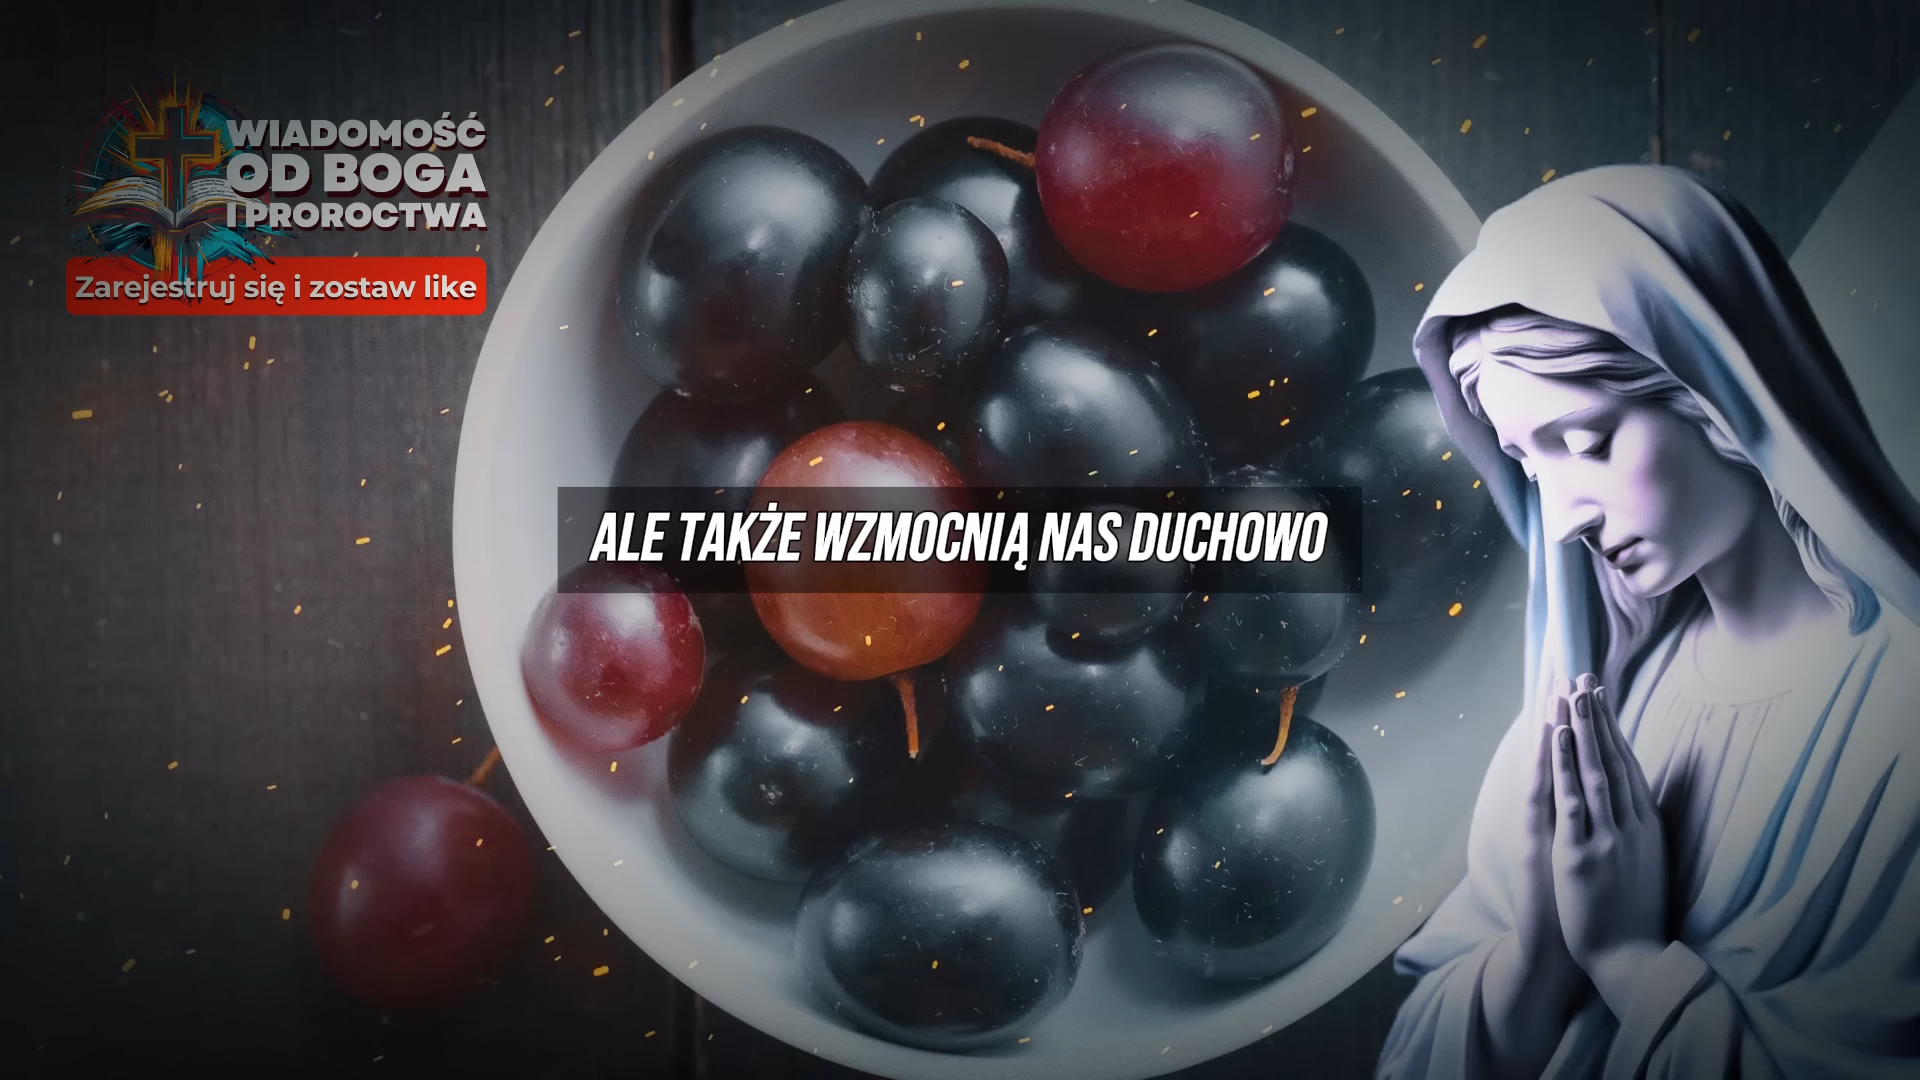 WIADOMOŚĆ
OD BOGA
I PROROCTWA
Zarejestruj się i zostaw like
ALE TAKŻE WZMOCNIĄ NAS DUCHOWO